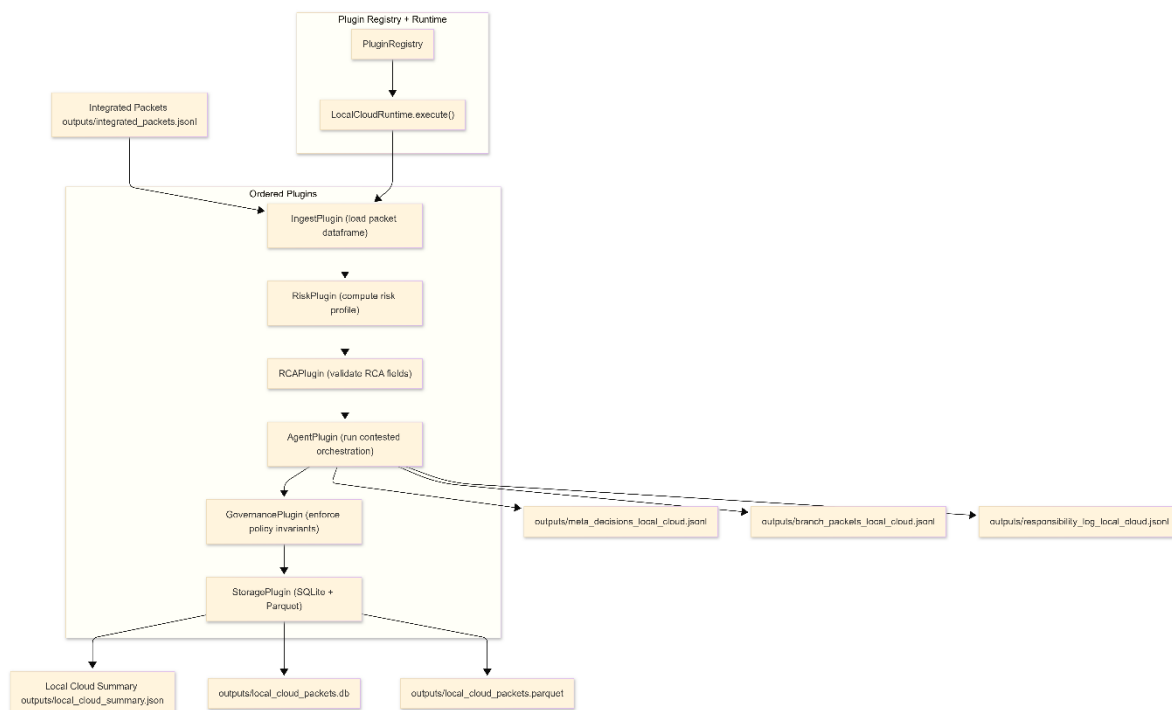 Plugin Registry + Runtime
PluginRegistry
LocalCloudRuntime.execute()
Integrated Packets
outputs/integrated_packets.jsonl
Ordered Plugins
IngestPlugin (load packet
dataframe)
RiskPlugin (compute risk
profile)
RCAPlugin (validate RCA fields)
AgentPlugin (run contested
orchestration)
GovernancePlugin (enforce
policy invariants)
outputs/meta_decisions_local_cloud.jsonl
outputs/branch_packets_local_cloud.jsonl
outputs/responsibility_log_local_cloud.jsonl
StoragePlugin (SQLite +
Parquet)
Local Cloud Summary
outputs/local_cloud_summary.json
outputs/local_cloud_packets.db
outputs/local_cloud_packets.parquet